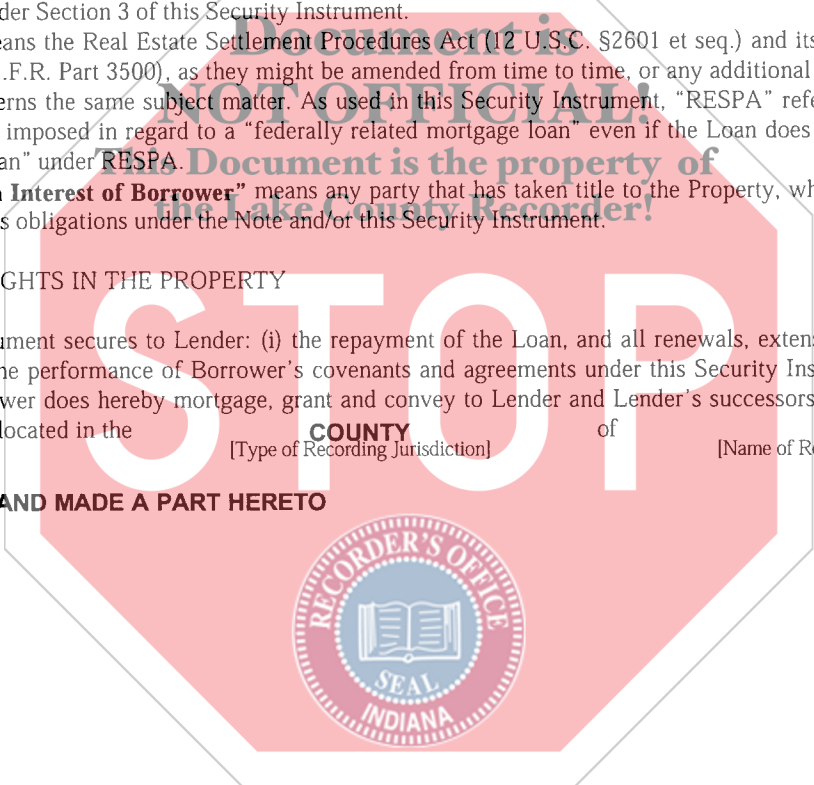 der Section 3 of this Security Instrument.
Document is
eans the Real Estate Settlement Procedures Act (12 U.S.C. §2601 et seq.) and its
.F.R. Part 3500), as they might be amended from time to time, or any additional
NOT OFFICIAL!
erns the same subject matter. As used in this Security Instrument, “RESPA” refe
imposed in regard to a “federally related mortgage loan” even if the Loan does
an” under RESPA.
This Document is the property of
Interest of Borrower” means any party that has taken title to the Property, wh
the Lake County Recorder!
s obligations under the Note and/or this Security Instrument.
GHTS IN THE PROPERTY
STOP
ument secures to Lender: (i) the repayment of the Loan, and all renewals, extens
he performance of Borrower’s covenants and agreements under this Security Ins
wer does hereby mortgage, grant and convey to Lender and Lender’s successors
located in the COUNTY of
[Type of Recording Jurisdiction] [Name of Re
AND MADE A PART HERETO
RECORDER'S OFFICE
SEAL
INDIANA